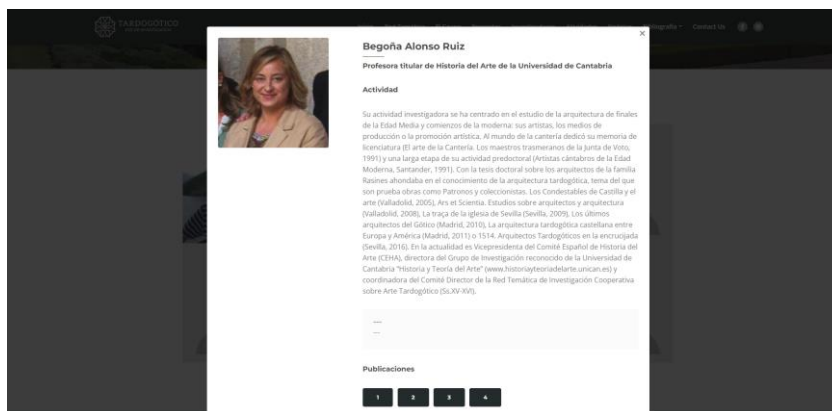 TARDOGÓTICO
Contact Us
×
Begoña Alonso Ruiz
Profesora titular de Historia del Arte de la Universidad de Cantabria
Actividad
Su actividad investigadora se ha centrado en el estudio de la arquitectura de finales
de la Edad Media y comienzos de la moderna: sus artistas, los medios de
producción o la promoción artística. Al mundo de la cantería dedicó su memoria de
licenciatura (El arte de la Cantería. Los maestros trasmeranos de la Junta de Voto,
1991) y una larga etapa de su actividad predoctoral (Artistas cántabros de la Edad
Moderna, Santander, 1991). Con la tesis doctoral sobre los arquitectos de la familia
Rasines ahondaba en el conocimiento de la arquitectura tardogótica, tema del que
son prueba obras como Patronos y coleccionistas. Los Condestables de Castilla y el
arte (Valladolid, 2005), Ars et Scientia. Estudios sobre arquitectos y arquitectura
(Valladolid, 2008), La traça de la iglesia de Sevilla (Sevilla, 2009), Los últimos
arquitectos del Gótico (Madrid, 2010), La arquitectura tardogótica castellana entre
Europa y América (Madrid, 2011) o 1514. Arquitectos Tardogóticos en la encrucijada
(Sevilla, 2016). En la actualidad es Vicepresidenta del Comité Español de Historia del
Arte (CEHA), directora del Grupo de Investigación reconocido de la Universidad de
Cantabria "Historia y Teoría del Arte" (www.historiayteoriadelarte.unican.es) y
coordinadora del Comité Director de la Red Temática de Investigación Cooperativa
sobre Arte Tardogótico (Ss.XV-XVI).
---
---
Publicaciones
1 2 3 4